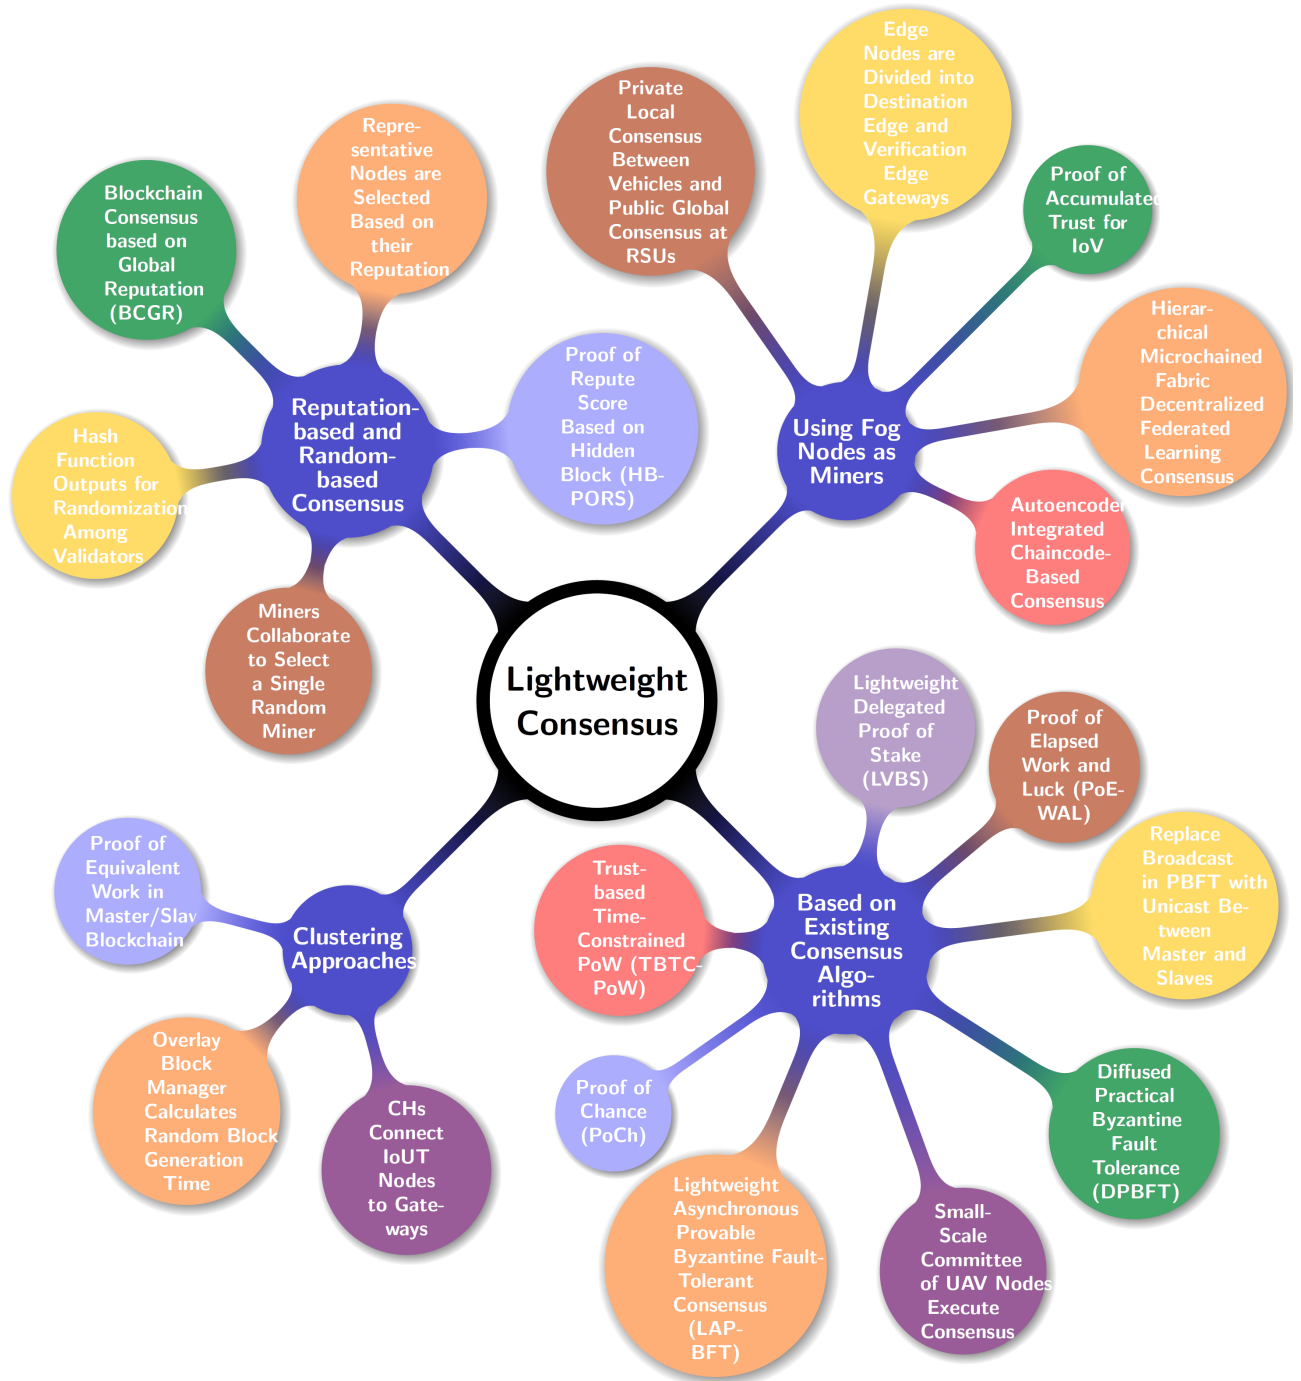 Lightweight
Consensus
Reputation-
based and
Random-
based
Consensus
Blockchain
Consensus
based on
Global
Reputation
(BCGR)
Repre-
sentative
Nodes are
Selected
Based on
their
Reputation
Proof of
Repute
Score
Based on
Hidden
Block (HB-
PORS)
Hash
Function
Outputs for
Randomization
Among
Validators
Miners
Collaborate
to Select
a Single
Random
Miner
Using Fog
Nodes as
Miners
Private
Local
Consensus
Between
Vehicles and
Public Global
Consensus at
RSUs
Edge
Nodes are
Divided into
Destination
Edge and
Verification
Edge
Gateways
Proof of
Accumulated
Trust for
IoV
Hierar-
chical
Microchained
Fabric
Decentralized
Federated
Learning
Consensus
Autoencoder
Integrated
Chaincode-
Based
Consensus
Clustering
Approaches
Proof of
Equivalent
Work in
Master/Slav
Blockchain
Overlay
Block
Manager
Calculates
Random Block
Generation
Time
CHs
Connect
IoUT
Nodes
to Gate-
ways
Based on
Existing
Consensus
Algo-
rithms
Lightweight
Delegated
Proof of
Stake
(LVBS)
Proof of
Elapsed
Work and
Luck (PoE-
WAL)
Replace
Broadcast
in PBFT with
Unicast Be-
tween
Master and
Slaves
Diffused
Practical
Byzantine
Fault
Tolerance
(DPBFT)
Small-
Scale
Committee
of UAV Nodes
Execute
Consensus
Lightweight
Asynchronous
Provable
Byzantine Fault-
Tolerant
Consensus
(LAP-
BFT)
Proof of
Chance
(PoCh)
Trust-
based
Time-
Constrained
PoW (TBTC-
PoW)